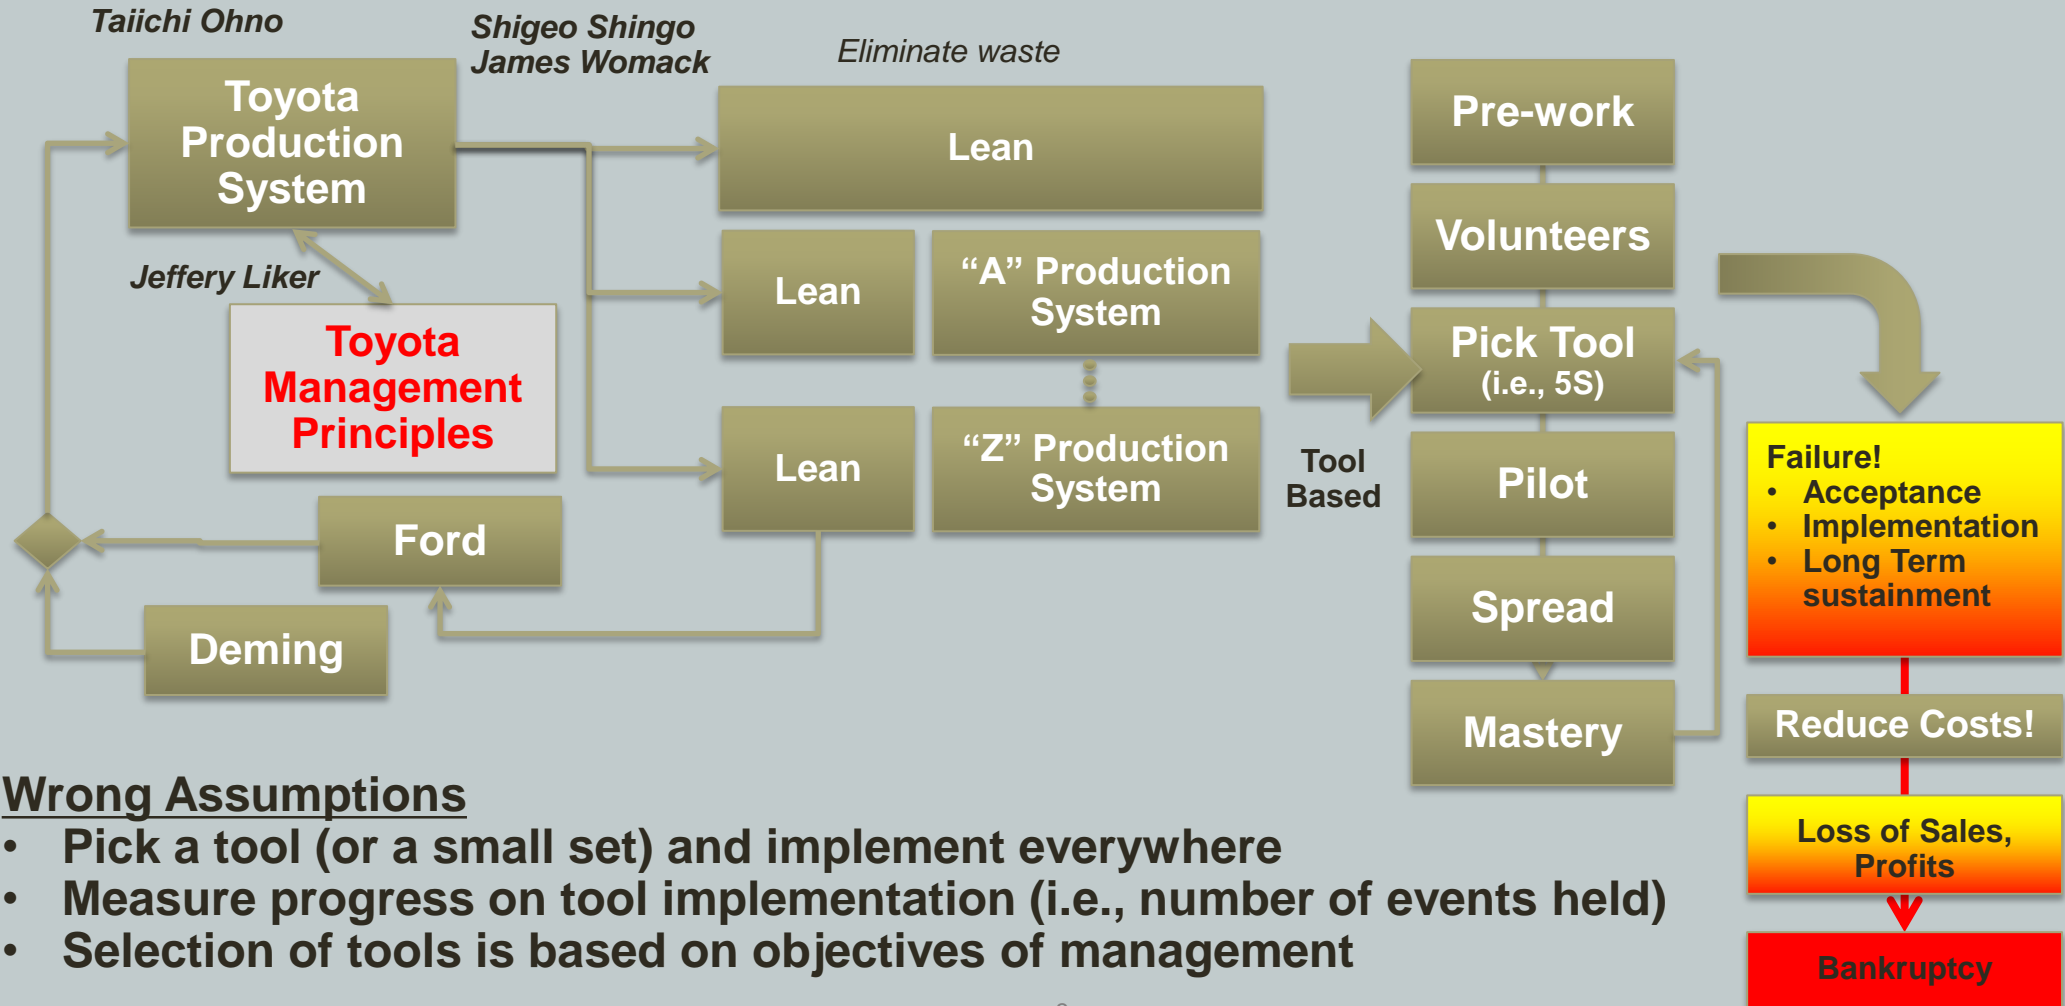 Taiichi Ohno
Toyota
Production
System
Shigeo Shingo
James Womack
Eliminate waste
Lean
Jeffery Liker
Toyota
Management
Principles
Lean
“A” Production
System
Lean
“Z” Production
System
Ford
Deming
Tool
Based
Pre-work
Volunteers
Pick Tool
(i.e., 5S)
Pilot
Spread
Mastery
Failure!
• Acceptance
• Implementation
• Long Term
sustainment
Reduce Costs!
Loss of Sales,
Profits
Bankruptcy
Wrong Assumptions
• Pick a tool (or a small set) and implement everywhere
• Measure progress on tool implementation (i.e., number of events held)
• Selection of tools is based on objectives of management